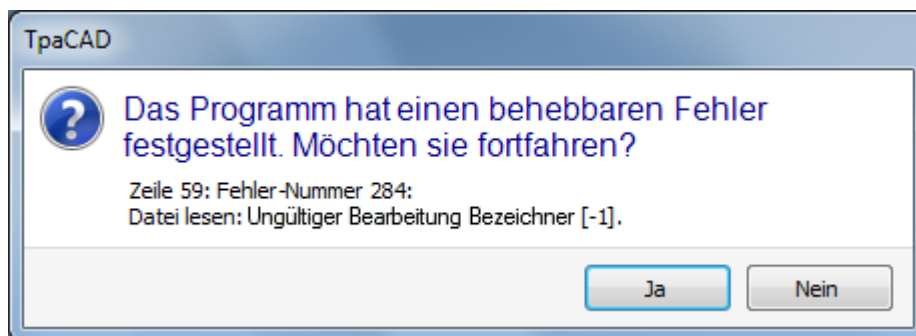 TpaCAD
Das Programm hat einen behebbaren Fehler
festgestellt. Möchten sie fortfahren?
Zeile 59: Fehler-Nummer 284:
Datei lesen: Ungültiger Bearbeitung Bezeichner [-1].
Ja
Nein